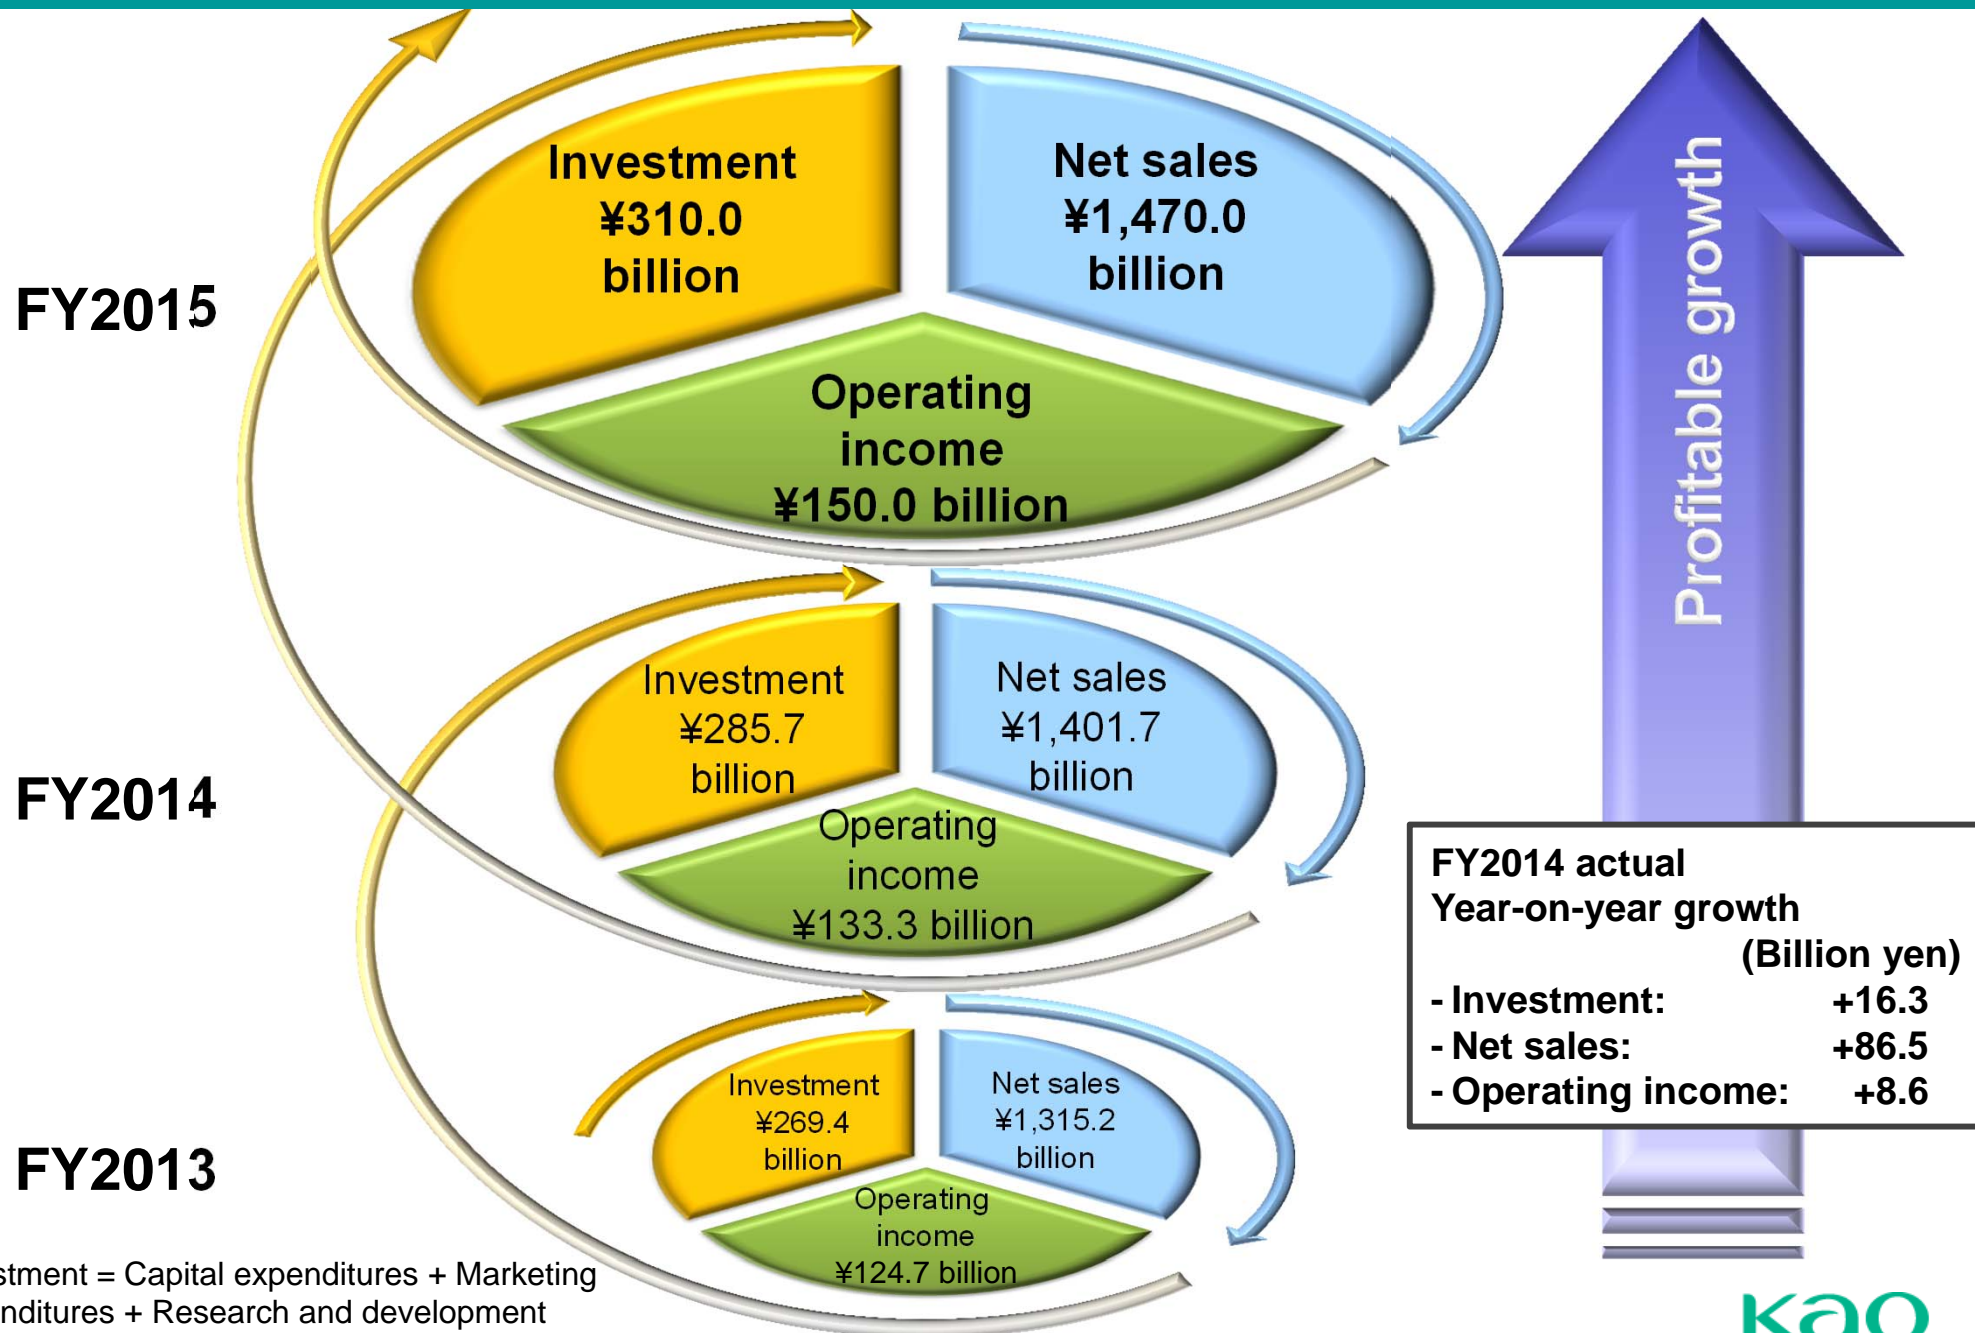 FY2015
Investment
¥310.0
billion
Net sales
¥1,470.0
billion
Operating
income
¥150.0 billion
Profitable growth
FY2014
Investment
¥285.7
billion
Net sales
¥1,401.7
billion
Operating
income
¥133.3 billion
FY2014 actual
Year-on-year growth
(Billion yen)
- Investment: +16.3
- Net sales: +86.5
- Operating income: +8.6
FY2013
Investment
¥269.4
billion
Net sales
¥1,315.2
billion
Operating
income
¥124.7 billion
stment = Capital expenditures + Marketing
nditures + Research and development
Kao